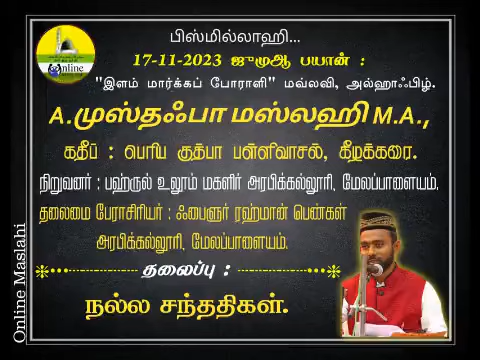 பிஸ்மில்லாஹி...
17-11-2023 ஜுமுஆ பயான் :
"இளம் மார்க்கப் போராளி" மவ்லவி, அல்ஹாஃபிழ்.
A.முஸ்தஃபா மஸ்லஹி M.A.,
கதீப் : பெரிய குத்பா பள்ளிவாசல், கீழக்கரை.
நிறுவனர் : பஹ்ருல் உலூம் மகளிர் அரபிக்கல்லூரி, மேலப்பாளையம்.
தலைமை பேராசிரியர் : ஃபைளுர் ரஹ்மான் பெண்கள்
அரபிக்கல்லூரி, மேலப்பாளையம்.
தலைப்பு :
நல்ல சந்ததிகள்.
Online Maslahi
Online